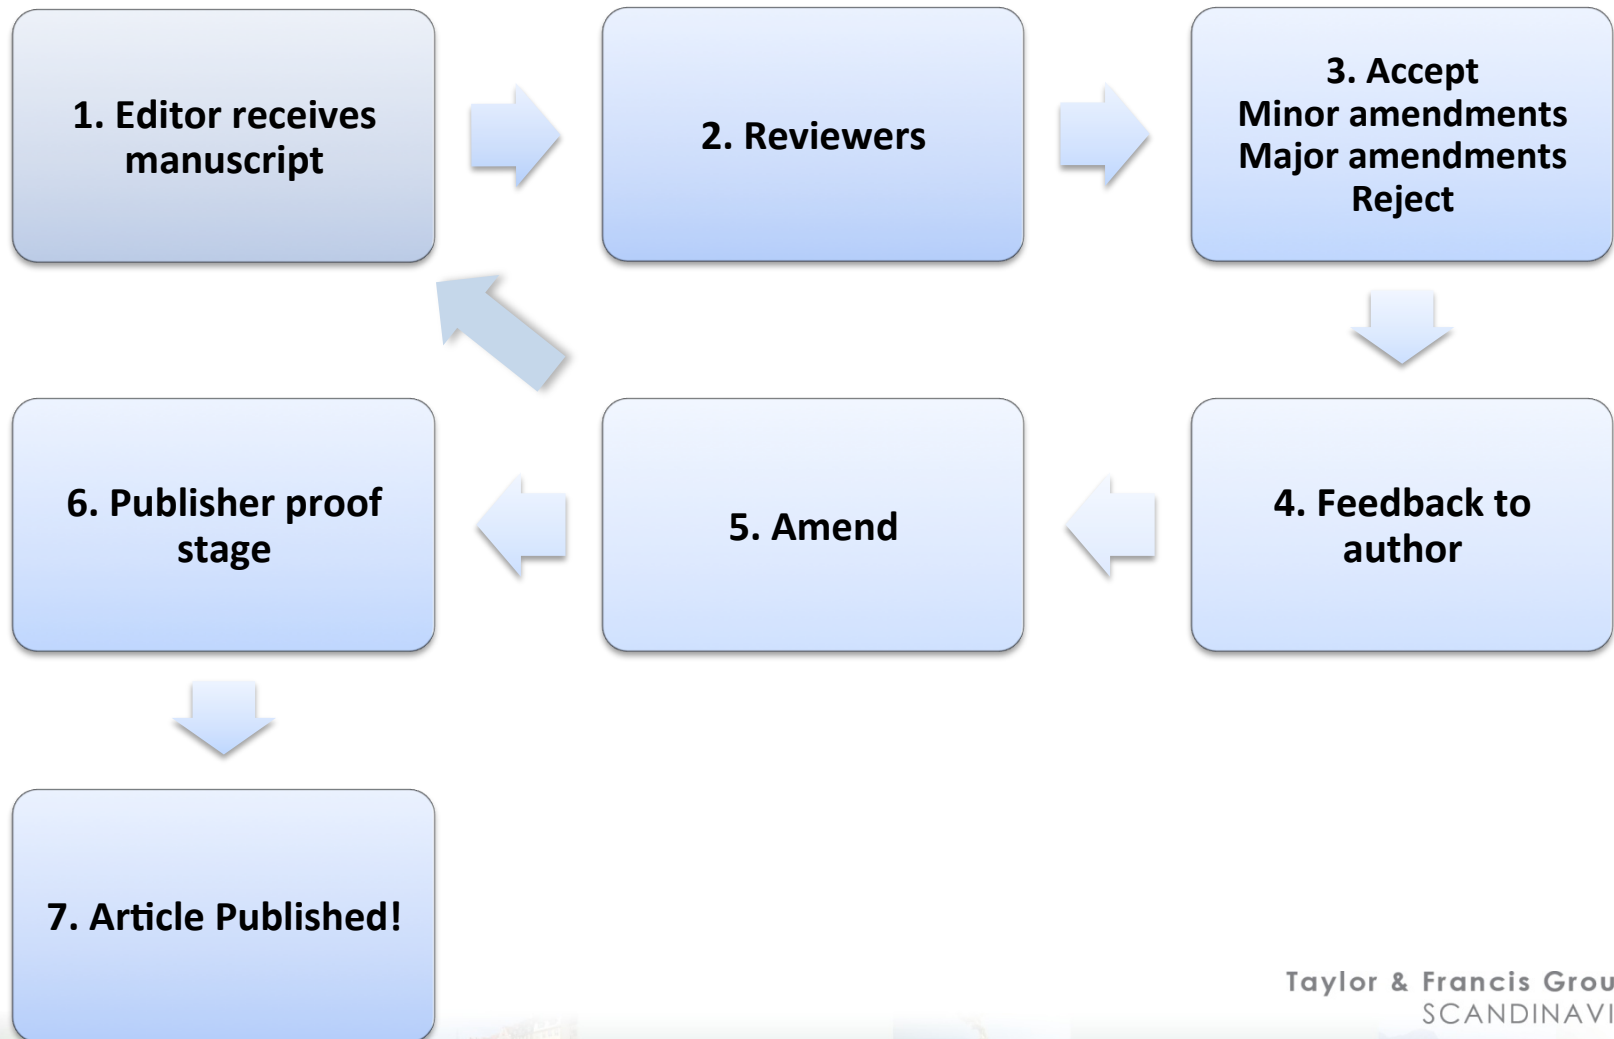 1. Editor receives
manuscript
2. Reviewers
3. Accept
Minor amendments
Major amendments
Reject
4. Feedback to
author
5. Amend
6. Publisher proof
stage
7. Article Published!
Taylor & Francis Grou
SCANDINAVI